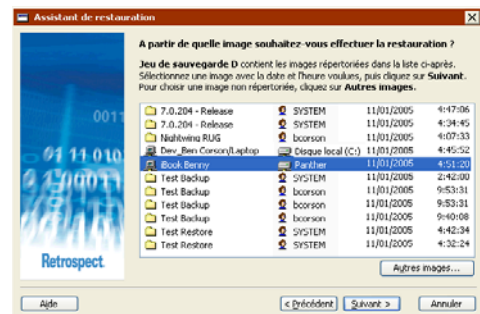 Assistant de restauration
A partir de quelle image souhaitez-vous effectuer la restauration ?
Jeu de sauvegarde D contient les images répertoriées dans la liste ci-après.
Sélectionnez une image avec la date et l'heure voulues, puis cliquez sur Suivant.
Pour choisir une image non répertoriée, cliquez sur Autres images.
7.0.204 - Release SYSTEM 11/01/2005 4:47:06
7.0.204 - Release SYSTEM 11/01/2005 4:34:45
Nightwing RUG bcorson 11/01/2005 4:07:33
Dev_Ben Corson/Laptop Disque local (C:) 11/01/2005 4:45:52
iBook Benny Panther 11/01/2005 4:51:20
Test Backup SYSTEM 11/01/2005 2:42:00
Test Backup bcorson 11/01/2005 9:53:31
Test Backup bcorson 11/01/2005 9:53:31
Test Backup bcorson 11/01/2005 9:40:08
Test Restore SYSTEM 11/01/2005 4:42:34
Test Restore SYSTEM 11/01/2005 4:32:24
Retrospect
Autres images...
Aide
< Précédent
Suivant >
Annuler